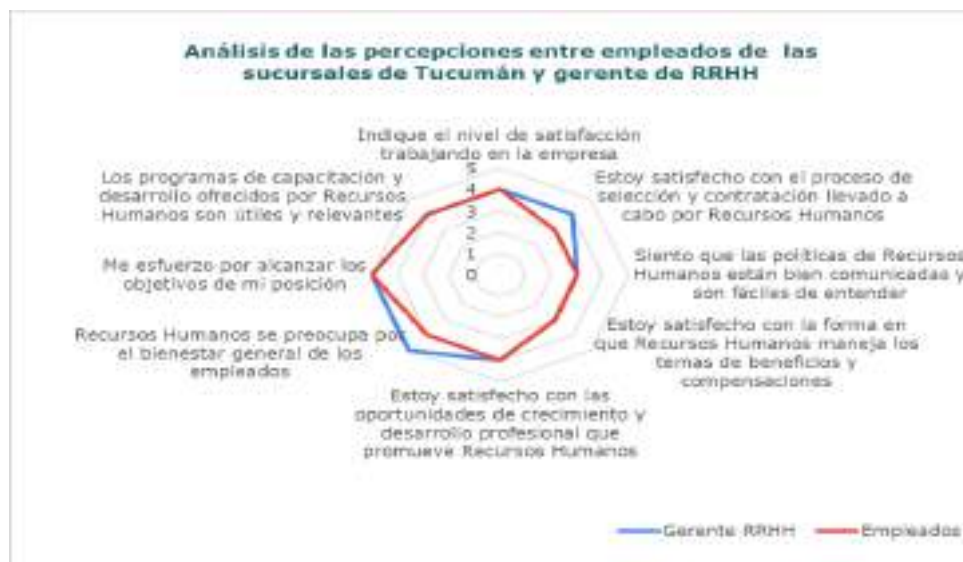 Análisis de las percepciones entre empleados de las
sucursales de Tucumán y gerente de RRHH
Indique el nivel de satisfacción
trabajando en la empresa
Estoy satisfecho con el proceso de
selección y contratación llevado a
cabo por Recursos Humanos
Siento que las políticas de Recursos
Humanos están bien comunicadas y
son fáciles de entender
Estoy satisfecho con la forma en
que Recursos Humanos maneja los
temas de beneficios y
compensaciones
Estoy satisfecho con las
oportunidades de crecimiento y
desarrollo profesional que
promueve Recursos Humanos
Recursos Humanos se preocupa por
el bienestar general de los
empleados
Me esfuerzo por alcanzar los
objetivos de mi posición
Los programas de capacitación y
desarrollo ofrecidos por Recursos
Humanos son útiles y relevantes
5
4
3
2
1
0
Gerente RRHH
Empleados